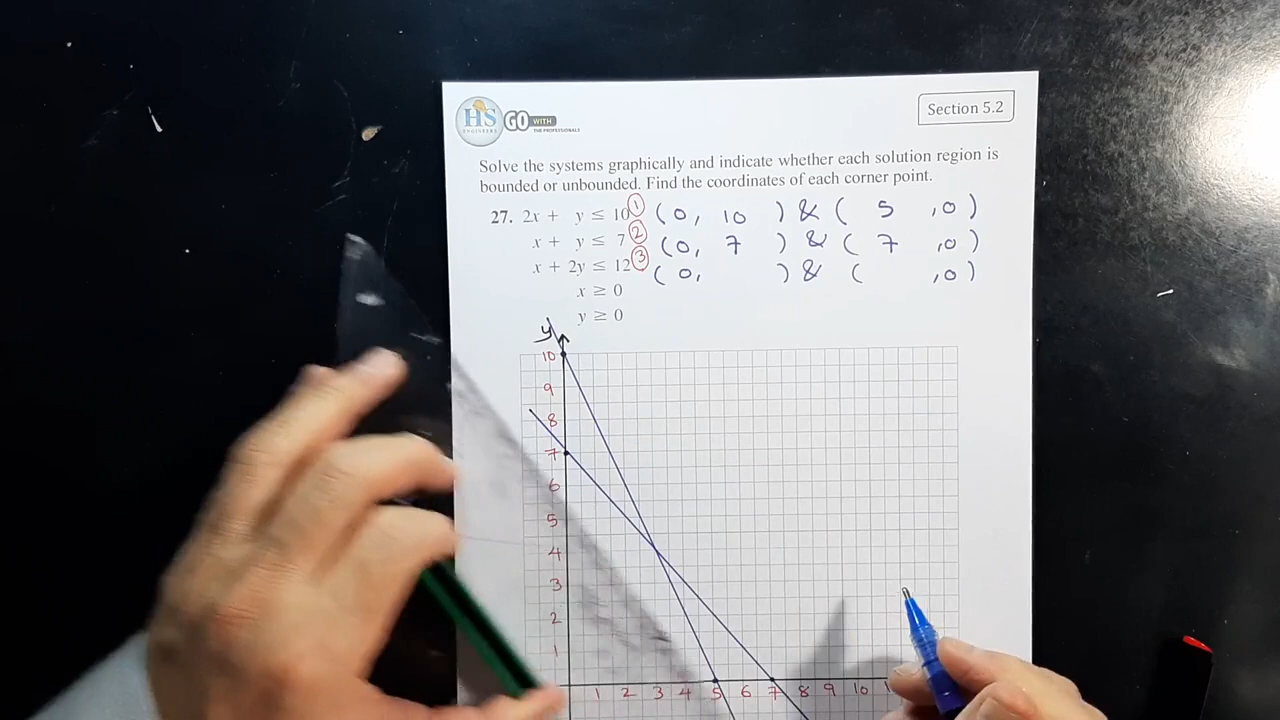 HS
ENGINEERS
GO WITH
THE PROFESSIONALS
Section 5.2
Solve the systems graphically and indicate whether each solution region is
bounded or unbounded. Find the coordinates of each corner point.
27. 2x + y ≤ 10 ① (0, 10 ) & ( 5 ,0)
x + y ≤ 7 ② (0, 7 ) & ( 7 ,0)
x + 2y ≤ 12 ③ (0, ) & ( ,0)
x ≥ 0
y ≥ 0
y
10
9
8
7
6
5
4
3
2
1
1 2 3 4 5 6 7 8 9 10